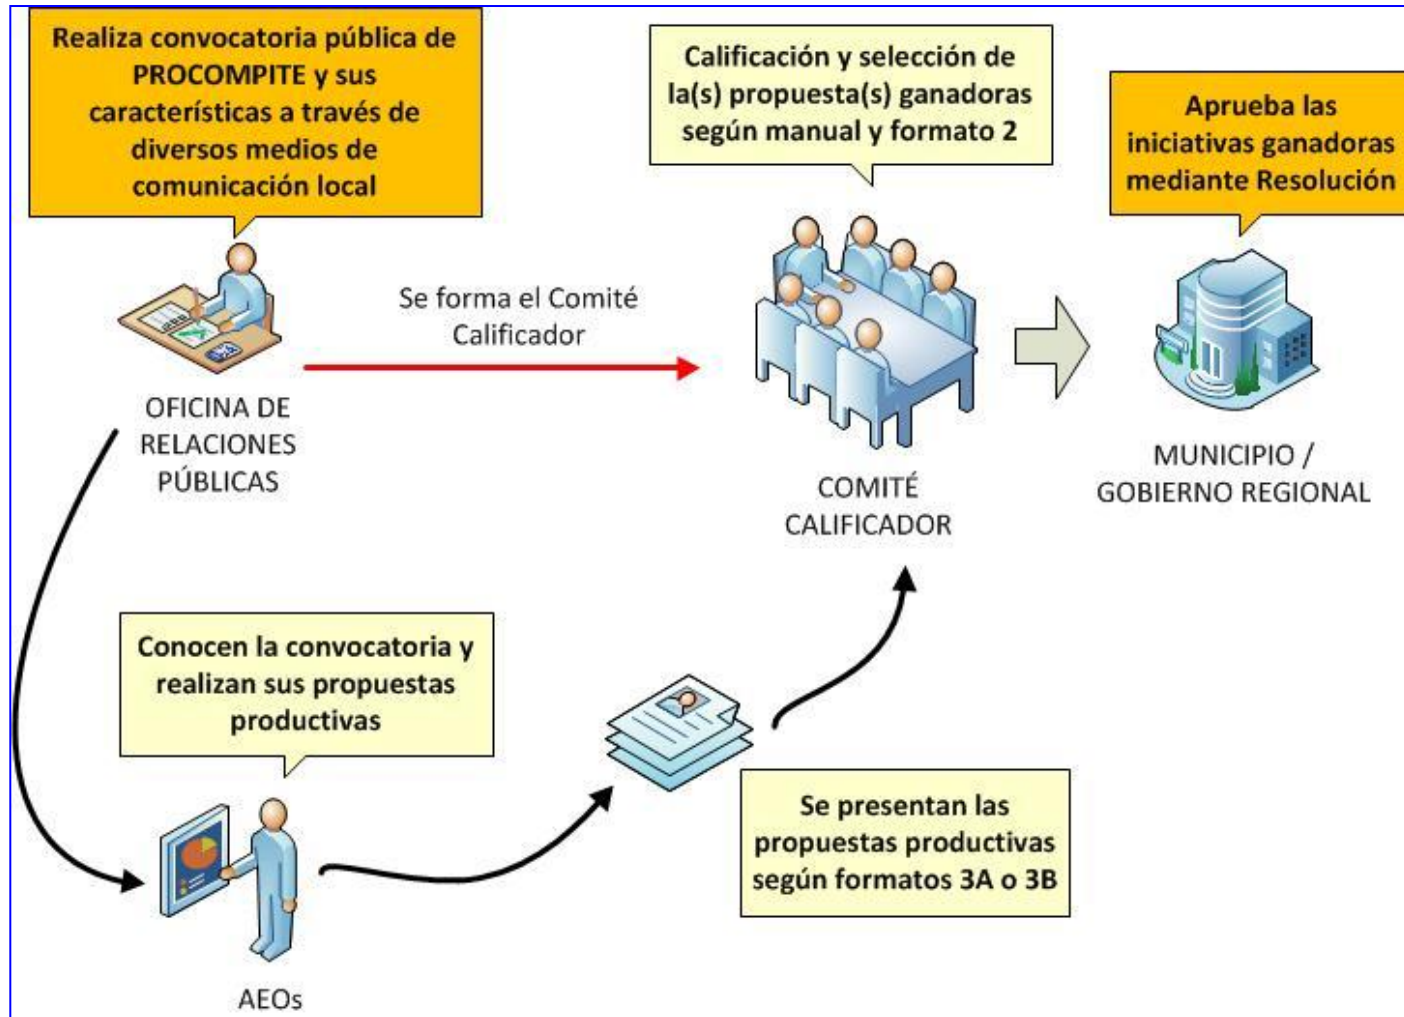 Realiza convocatoria pública de
PROCOMPITE y sus
características a través de
diversos medios de
comunicación local
Calificación y selección de
la(s) propuesta(s) ganadoras
según manual y formato 2
Aprueba las
iniciativas ganadoras
mediante Resolución
Se forma el Comité
Calificador
OFICINA DE
RELACIONES
PÚBLICAS
COMITÉ
CALIFICADOR
MUNICIPIO /
GOBIERNO REGIONAL
Conocen la convocatoria y
realizan sus propuestas
productivas
Se presentan las
propuestas productivas
según formatos 3A o 3B
AEOs